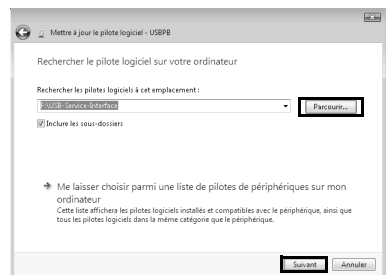 Mettre à jour le pilote logiciel - USBPB
Rechercher le pilote logiciel sur votre ordinateur
Rechercher les pilotes logiciels à cet emplacement :
F:\USB-Service-Interface
Parcourir...
Inclure les sous-dossiers
Me laisser choisir parmi une liste de pilotes de périphériques sur mon
ordinateur
Cette liste affichera les pilotes logiciels installés et compatibles avec le périphérique, ainsi que
tous les pilotes logiciels dans la même catégorie que le périphérique.
Suivant
Annuler